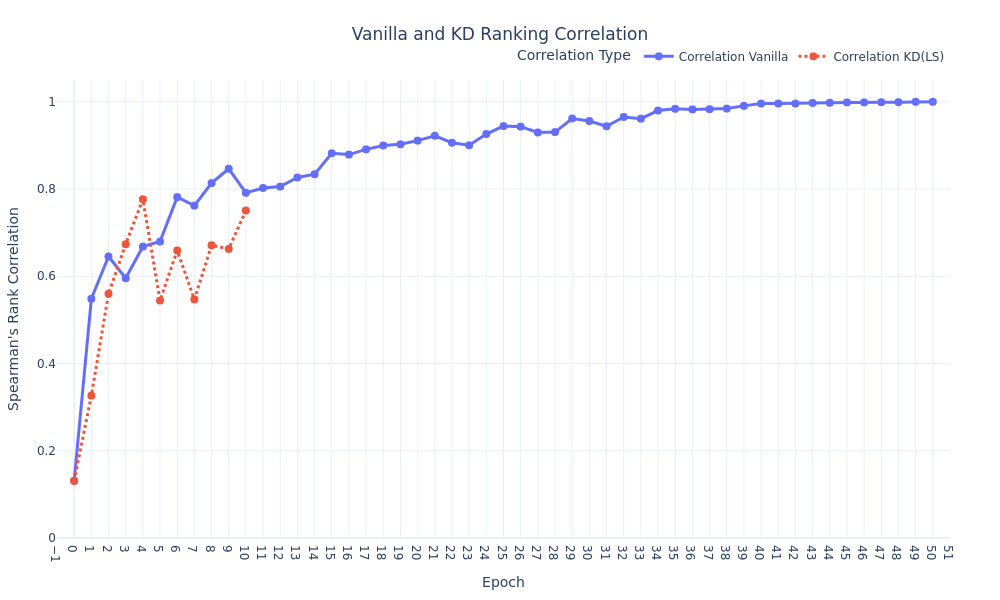 Vanilla and KD Ranking Correlation
Correlation Type Correlation Vanilla Correlation KD(LS)
Spearman's Rank Correlation
1
0.8
0.6
0.4
0.2
0
−1 0 1 2 3 4 5 6 7 8 9 10 11 12 13 14 15 16 17 18 19 20 21 22 23 24 25 26 27 28 29 30 31 32 33 34 35 36 37 38 39 40 41 42 43 44 45 46 47 48 49 50 51
Epoch